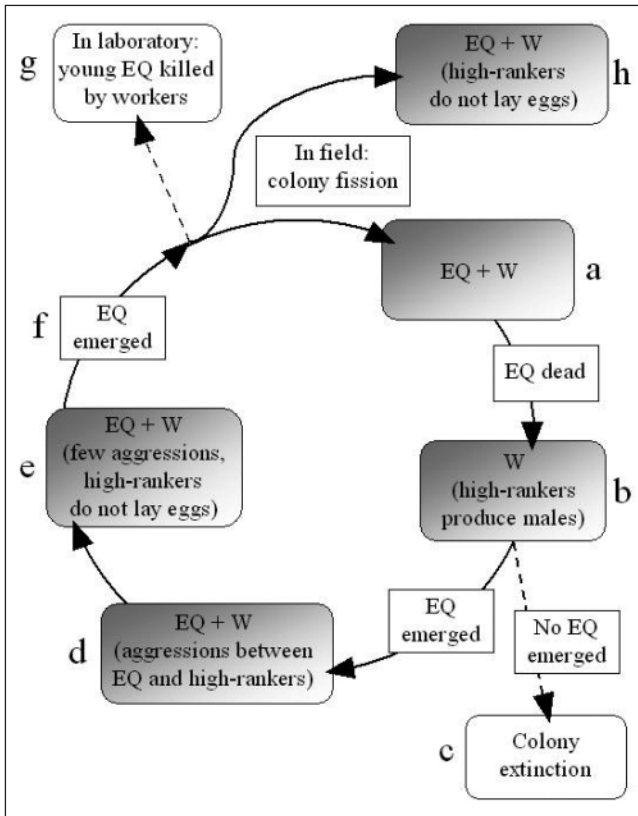 g
In laboratory:
young EQ killed
by workers
EQ + W
(high-rankers
do not lay eggs)
h
In field:
colony fission
EQ + W
a
f
EQ
emerged
EQ dead
e
EQ + W
(few aggressions,
high-rankers
do not lay eggs)
W
(high-rankers
produce males)
b
d
EQ + W
(aggressions between
EQ and high-rankers)
EQ
emerged
No EQ
emerged
c
Colony
extinction